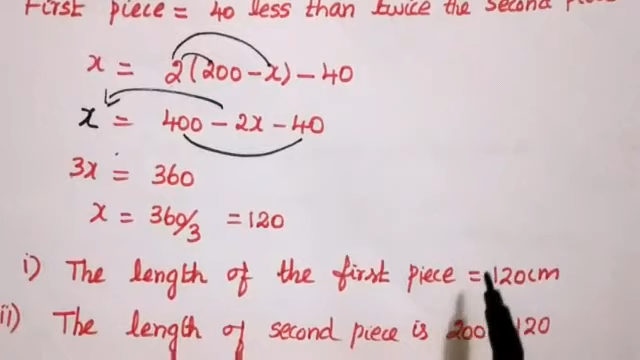 First piece = 40 less than twice the second
x = 2(200 - x) - 40
x = 400 - 2x - 40
3x = 360
x = 360/3 = 120
i) The length of the first piece = 120cm
ii) The length of second piece is 200 120